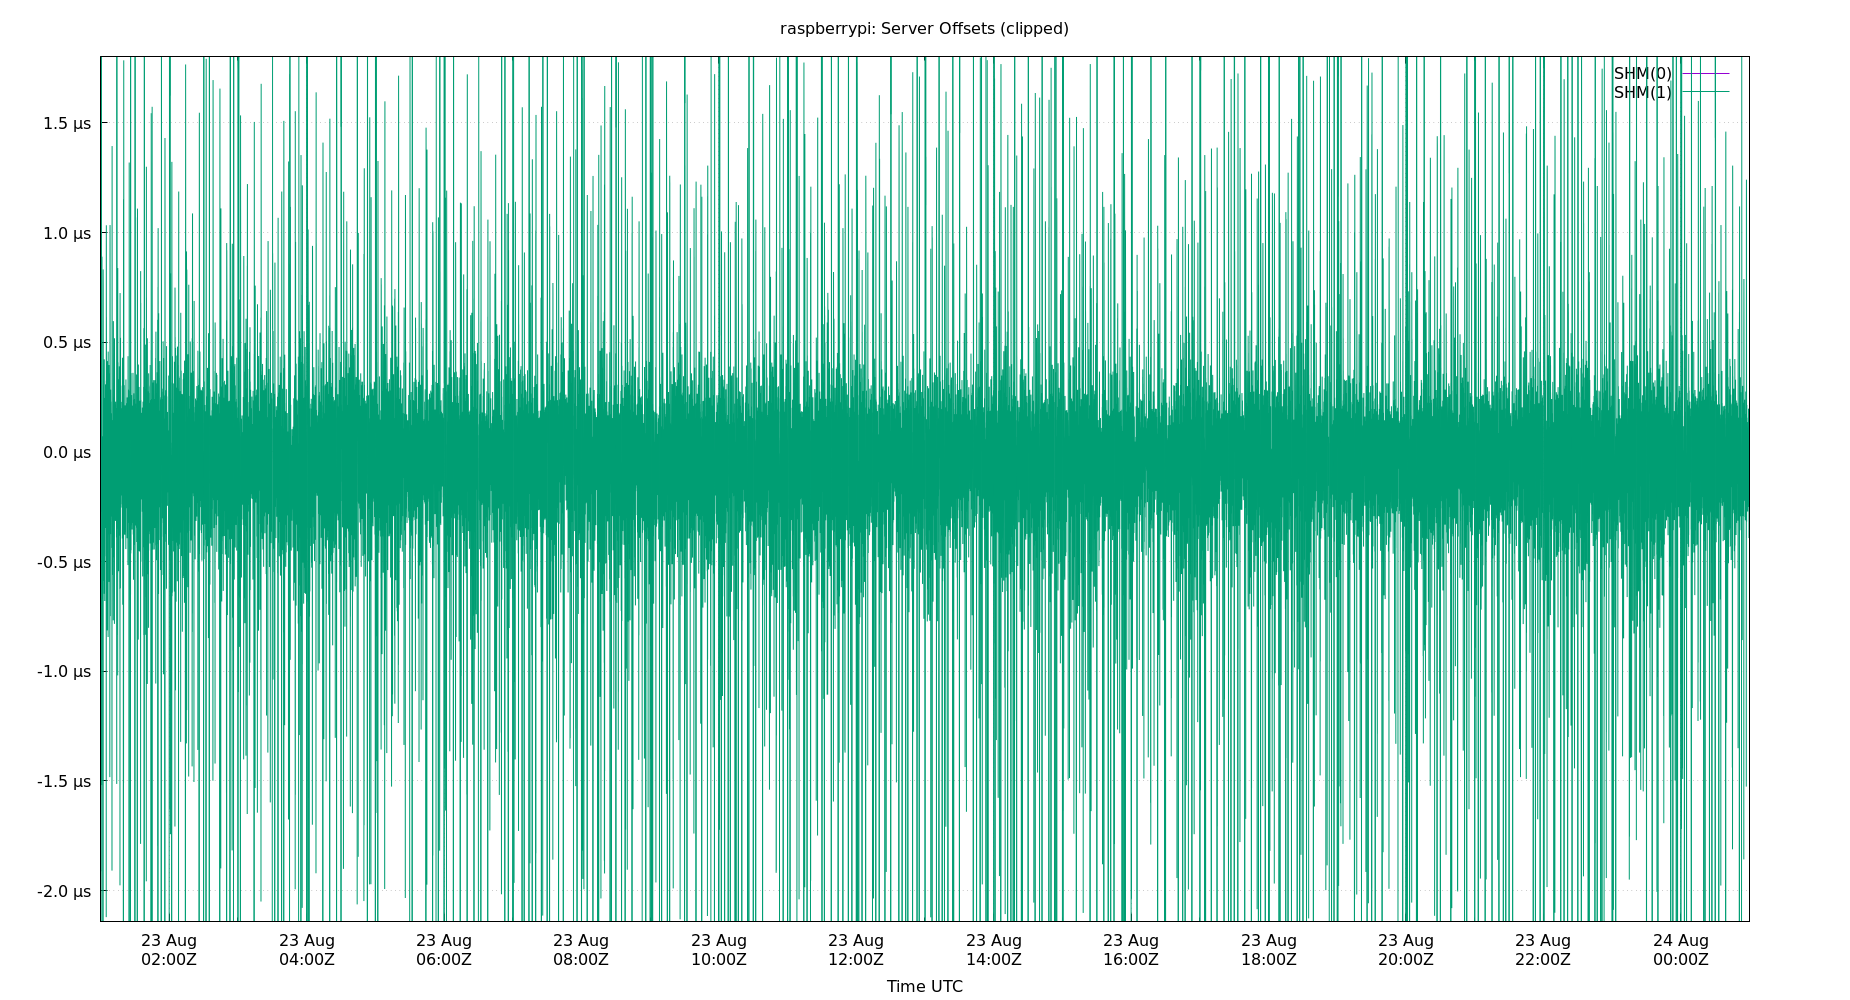 raspberrypi: Server Offsets (clipped)
SHM(0)
SHM(1)
1.5 µs
1.0 µs
0.5 µs
0.0 µs
-0.5 µs
-1.0 µs
-1.5 µs
-2.0 µs
23 Aug 23 Aug 23 Aug 23 Aug 23 Aug 23 Aug 23 Aug 23 Aug 23 Aug 23 Aug 23 Aug 24 Aug
02:00Z 04:00Z 06:00Z 08:00Z 10:00Z 12:00Z 14:00Z 16:00Z 18:00Z 20:00Z 22:00Z 00:00Z
Time UTC